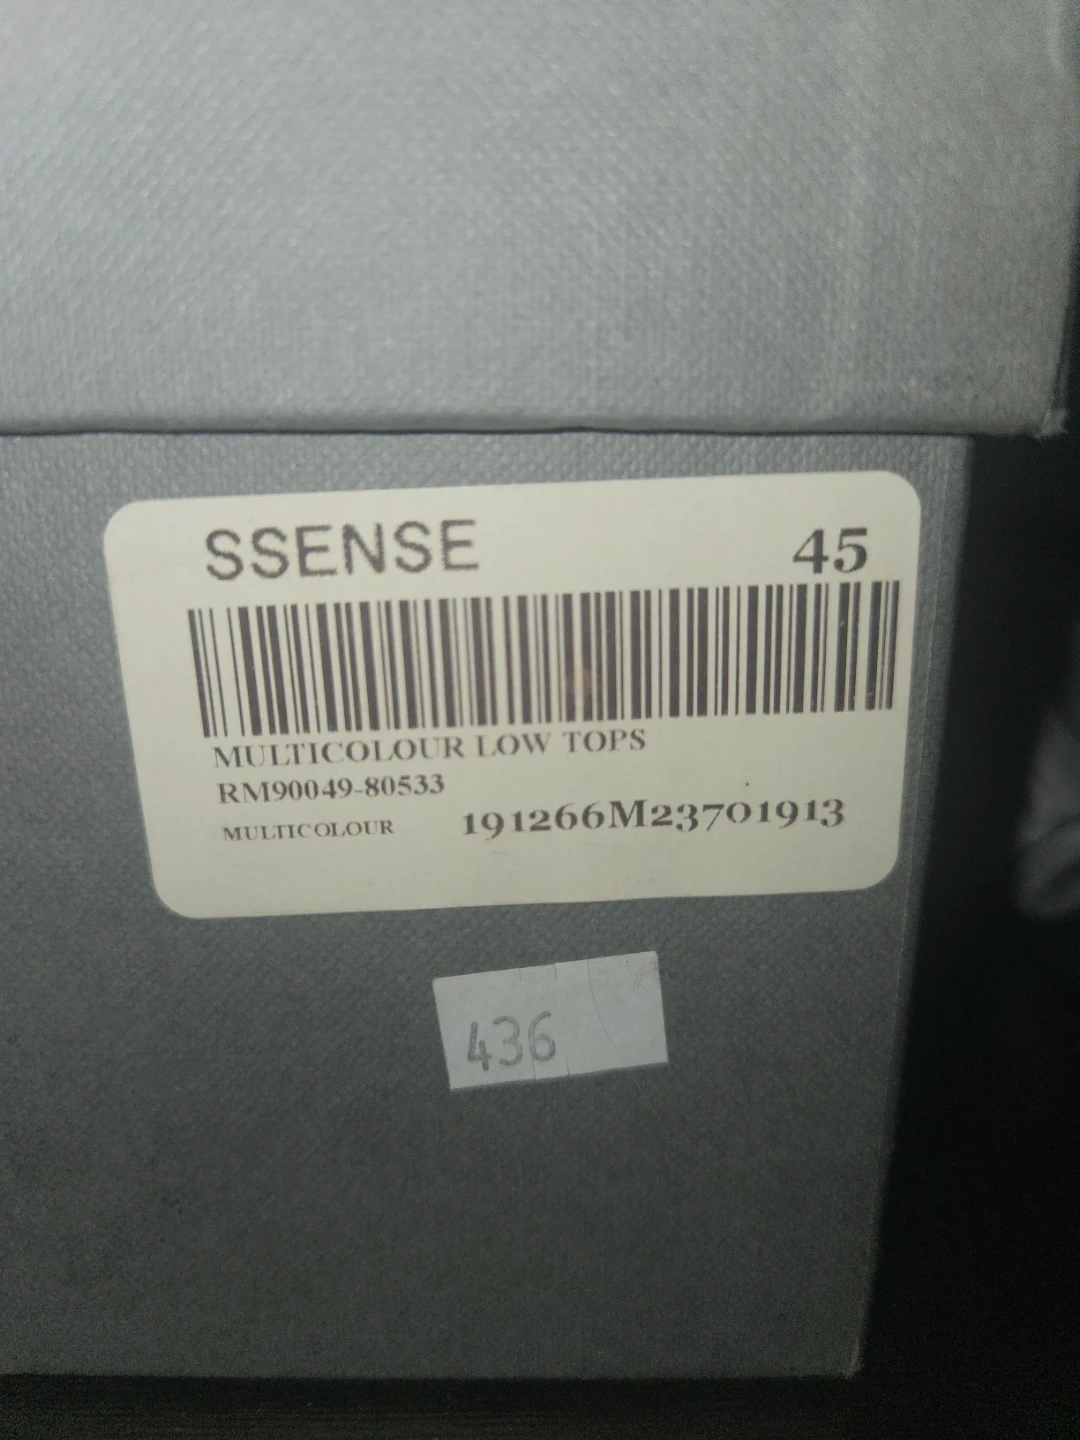 SSENSE 45
MULTICOLOUR LOW TOPS
RM90049-80533
MULTICOLOUR 191266M23701913
436